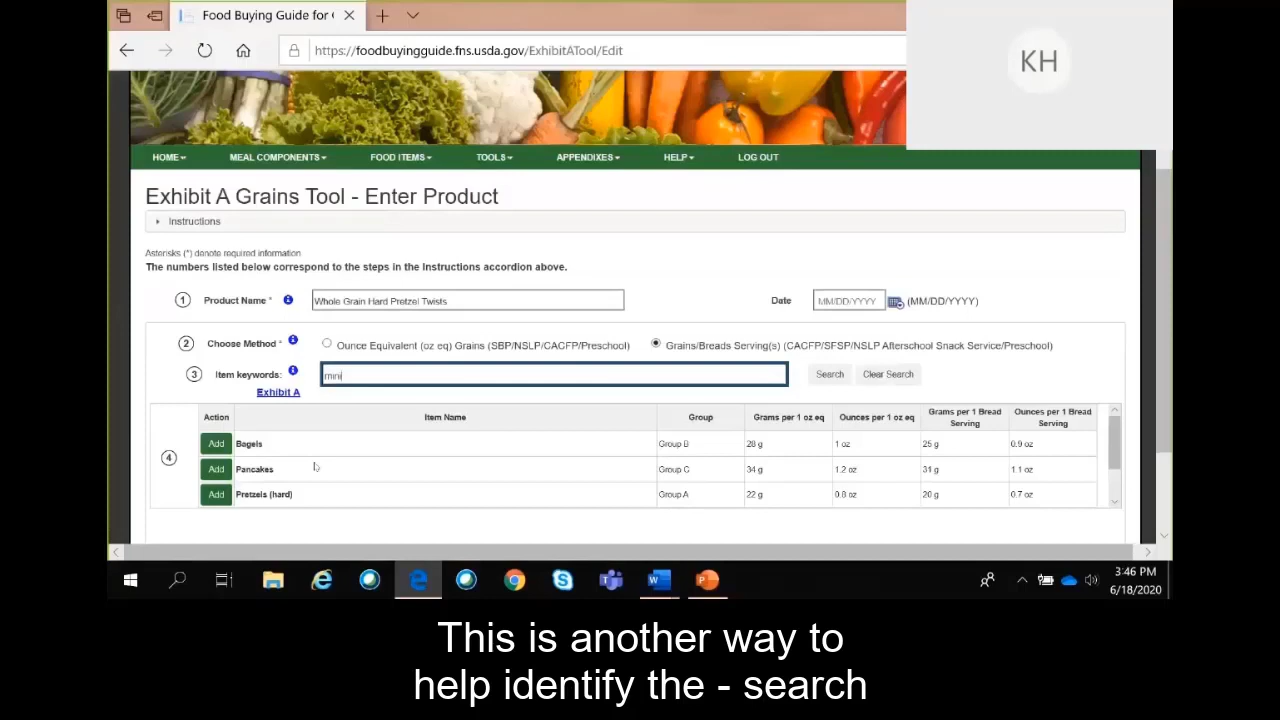 Food Buying Guide for
https://foodbuyingguide.fns.usda.gov/ExhibitATool/Edit
KH
HOME MEAL COMPONENTS FOOD ITEMS TOOLS APPENDIXES HELP LOG OUT
Exhibit A Grains Tool - Enter Product
Instructions
Asterisks (*) denote required information
The numbers listed below correspond to the steps in the Instructions accordion above.
1 Product Name * Whole Grain Hard Pretzel Twists Date MM/DD/YYYY (MM/DD/YYYY)
2 Choose Method * Ounce Equivalent (oz eq) Grains (SBP/NSLP/CACFP/Preschool) Grains/Breads Serving(s) (CACFP/SFSP/NSLP Afterschool Snack Service/Preschool)
3 Item keywords: mini Search Clear Search
Exhibit A
Action Item Name Group Grams per 1 oz eq Ounces per 1 oz eq Grams per 1 Bread Serving Ounces per 1 Bread Serving
Add Bagels Group B 28 g 1 oz 25 g 0.9 oz
4 Add Pancakes Group C 34 g 1.2 oz 31 g 1.1 oz
Add Pretzels (hard) Group A 22 g 0.8 oz 20 g 0.7 oz
3:46 PM
6/18/2020
This is another way to
help identify the - search